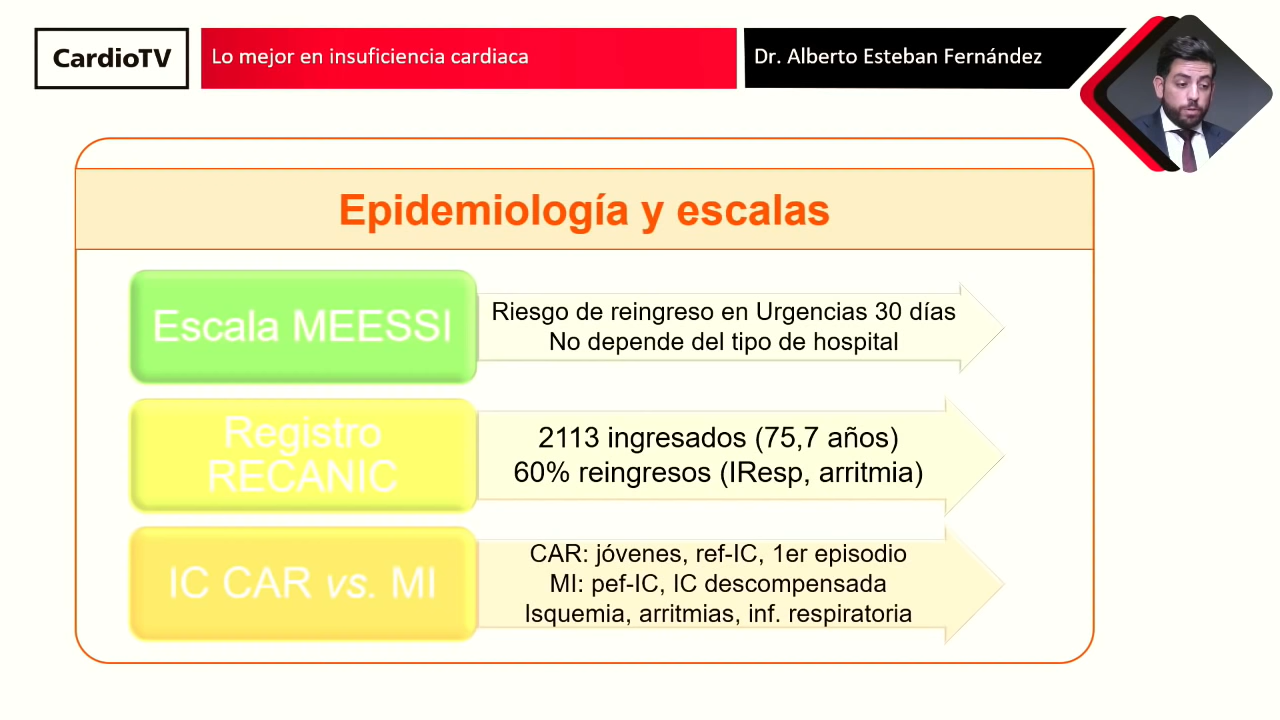 CardioTV
Lo mejor en insuficiencia cardiaca
Dr. Alberto Esteban Fernández
Epidemiología y escalas
Escala MEESSI
Riesgo de reingreso en Urgencias 30 días
No depende del tipo de hospital
Registro
RECANIC
2113 ingresados (75,7 años)
60% reingresos (IResp, arritmia)
IC CAR vs. MI
CAR: jóvenes, ref-IC, 1er episodio
MI: pef-IC, IC descompensada
Isquemia, arritmias, inf. respiratoria